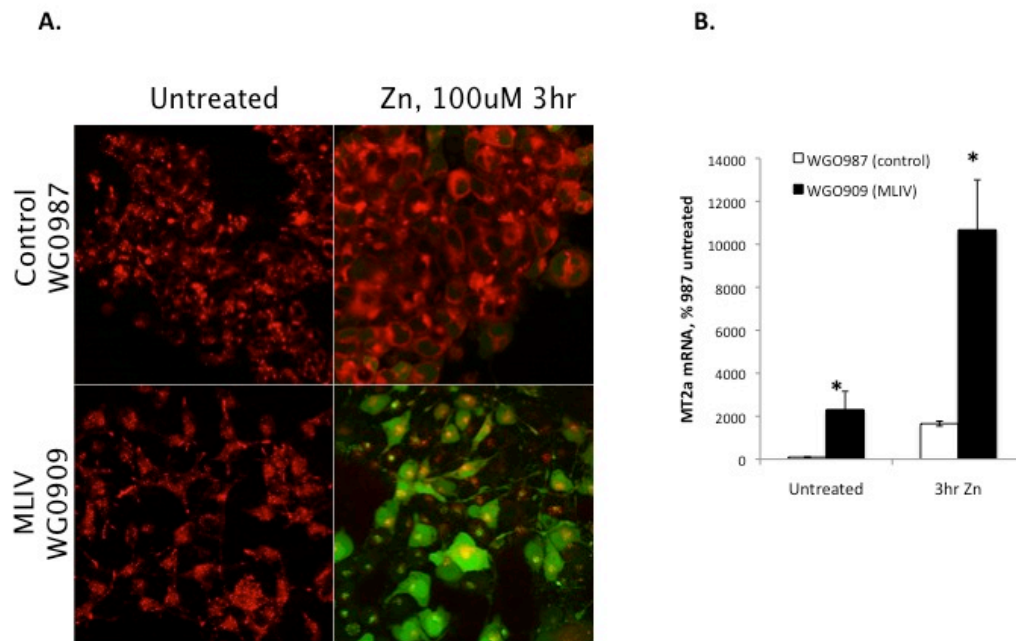 A.
Untreated
Zn, 100uM 3hr
Control
WG0987
MLIV
WG0909
B.
MT2a mRNA, % 987 untreated
14000
12000
10000
8000
6000
4000
2000
0
WGO987 (control)
WGO909 (MLIV)
*
*
Untreated
3hr Zn